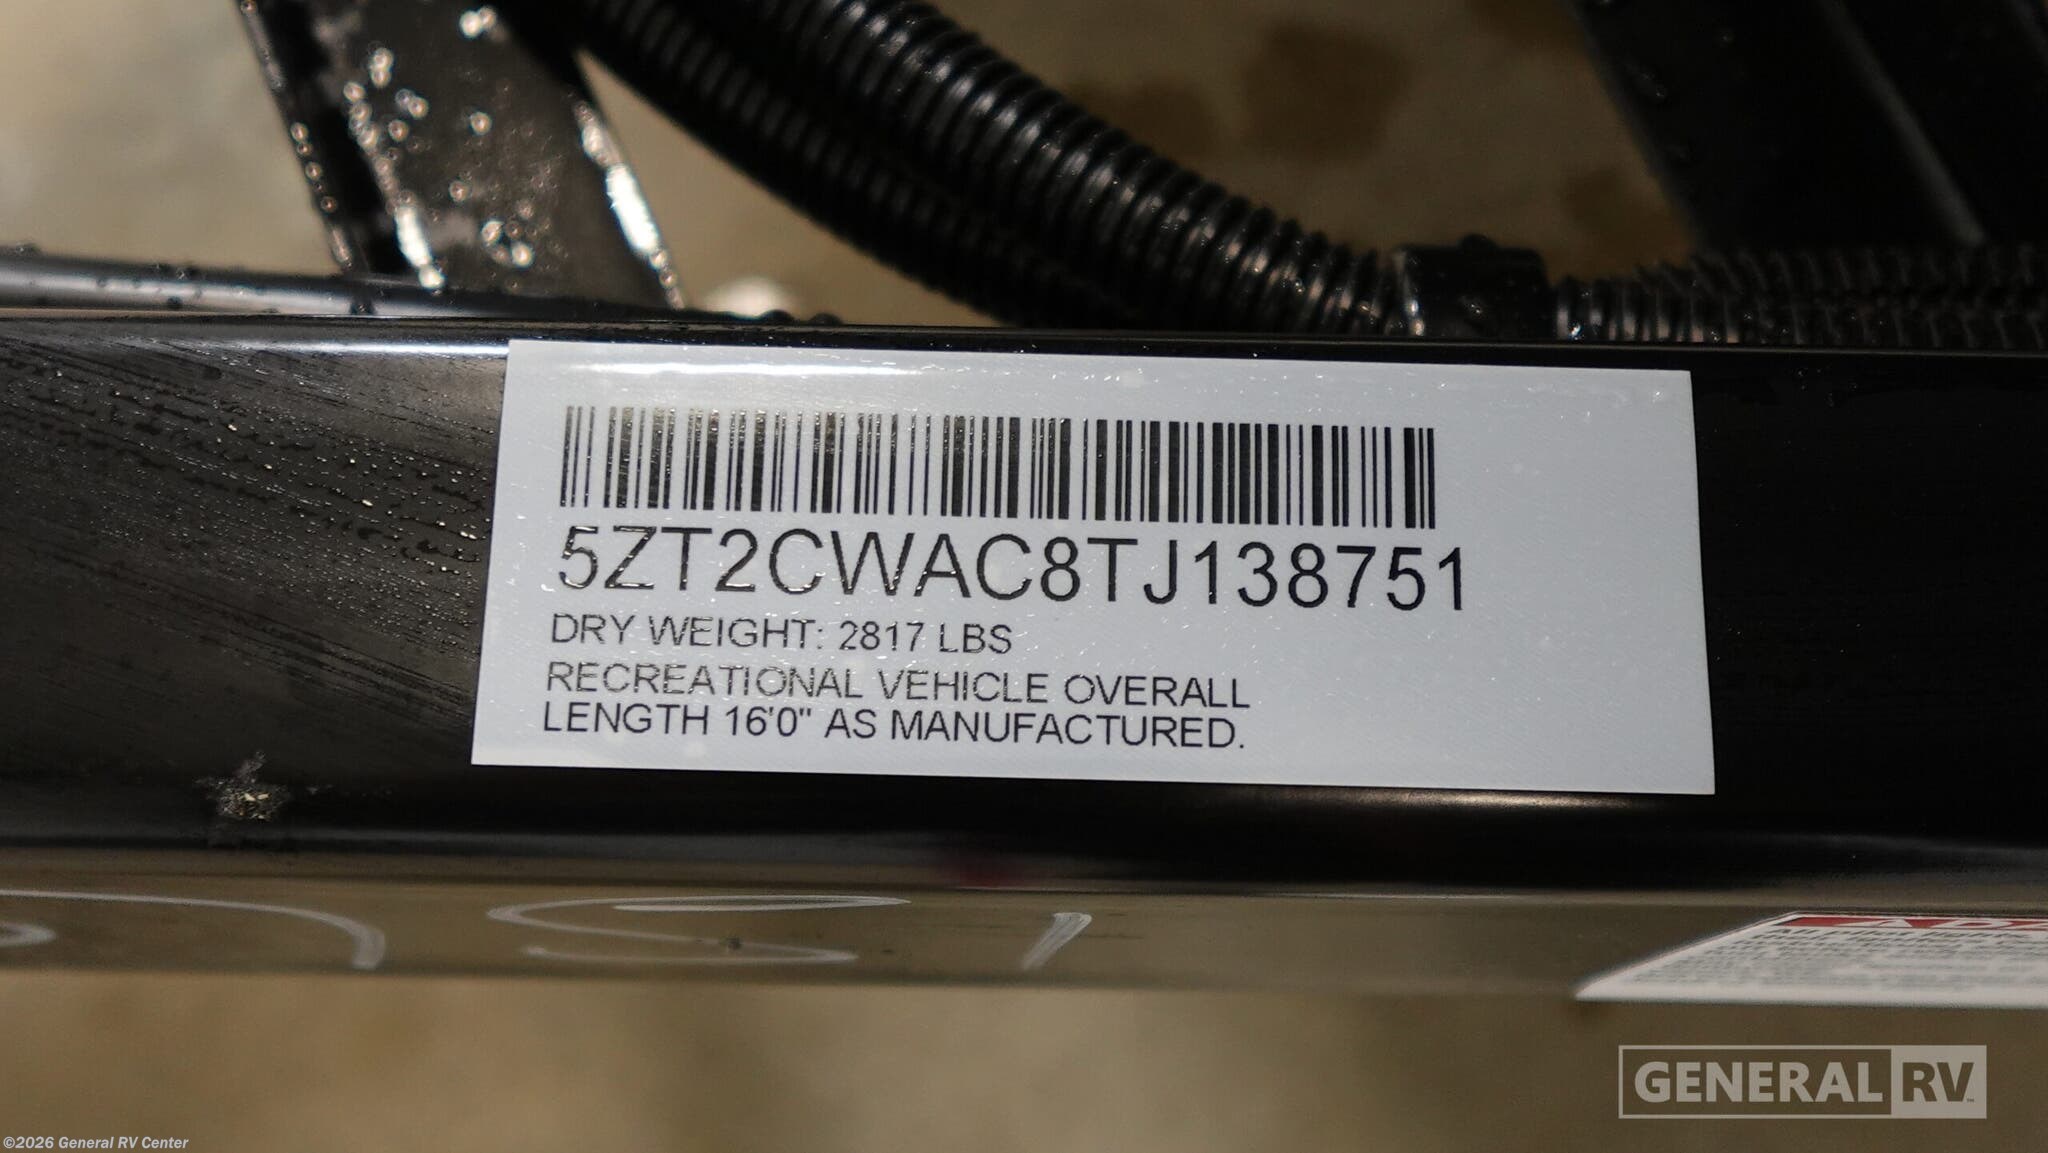 5ZT2CWAC8TJ138751
DRY WEIGHT: 2817 LBS
RECREATIONAL VEHICLE OVERALL
LENGTH 16'0" AS MANUFACTURED.
GENERAL RV
©2026 General RV Center